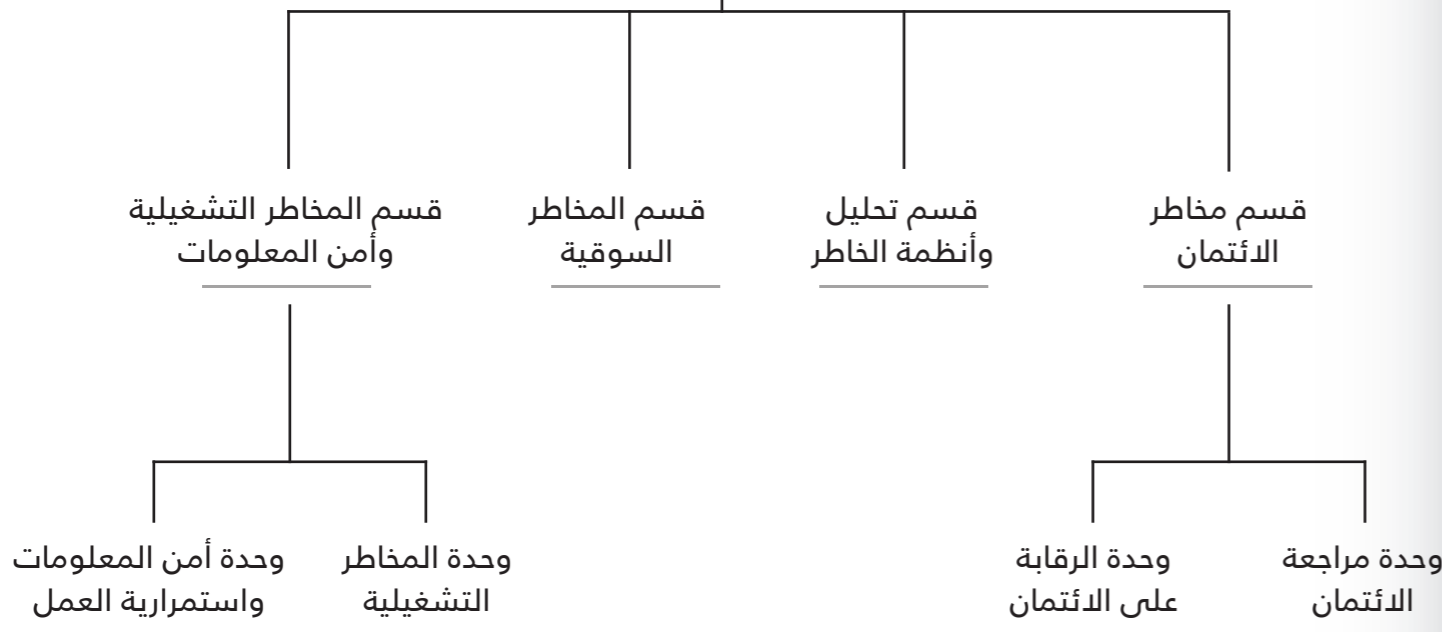 قسم مخاطر
الائتمان
قسم تحليل
وأنظمة الخاطر
قسم المخاطر
السوقية
قسم المخاطر التشغيلية
وأمن المعلومات
وحدة مراجعة
الائتمان
وحدة الرقابة
على الائتمان
وحدة المخاطر
التشغيلية
وحدة أمن المعلومات
واستمرارية العمل